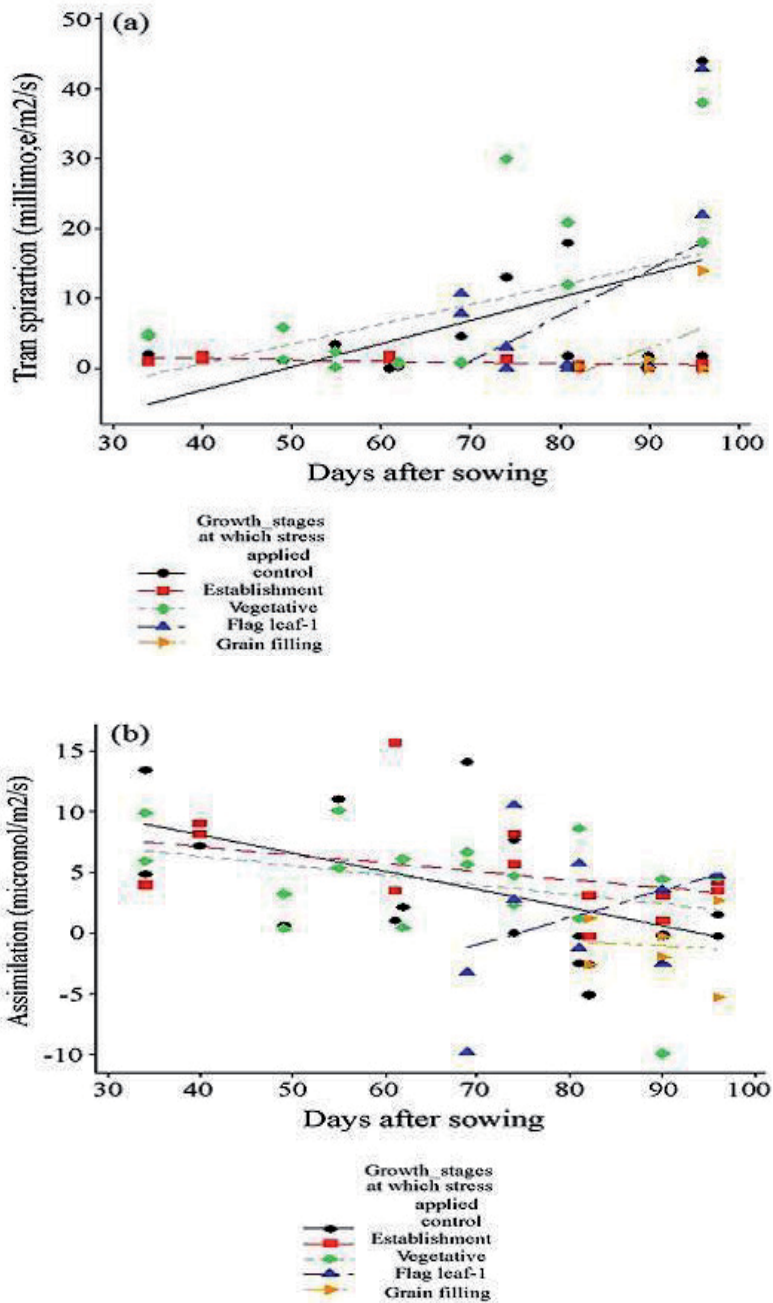 (a)
50
40
30
20
10
0
Tran spirartion (millimo;e/m2/s)
30 40 50 60 70 80 90 100
Days after sowing
Growth_stages
at which stress
applied
control
Establishment
Vegetative
Flag leaf-1
Grain filling
(b)
15
10
5
0
-5
-10
Assimilation (micromol/m2/s)
30 40 50 60 70 80 90 100
Days after sowing
Growth_stages
at which stress
applied
control
Establishment
Vegetative
Flag leaf-1
Grain filling